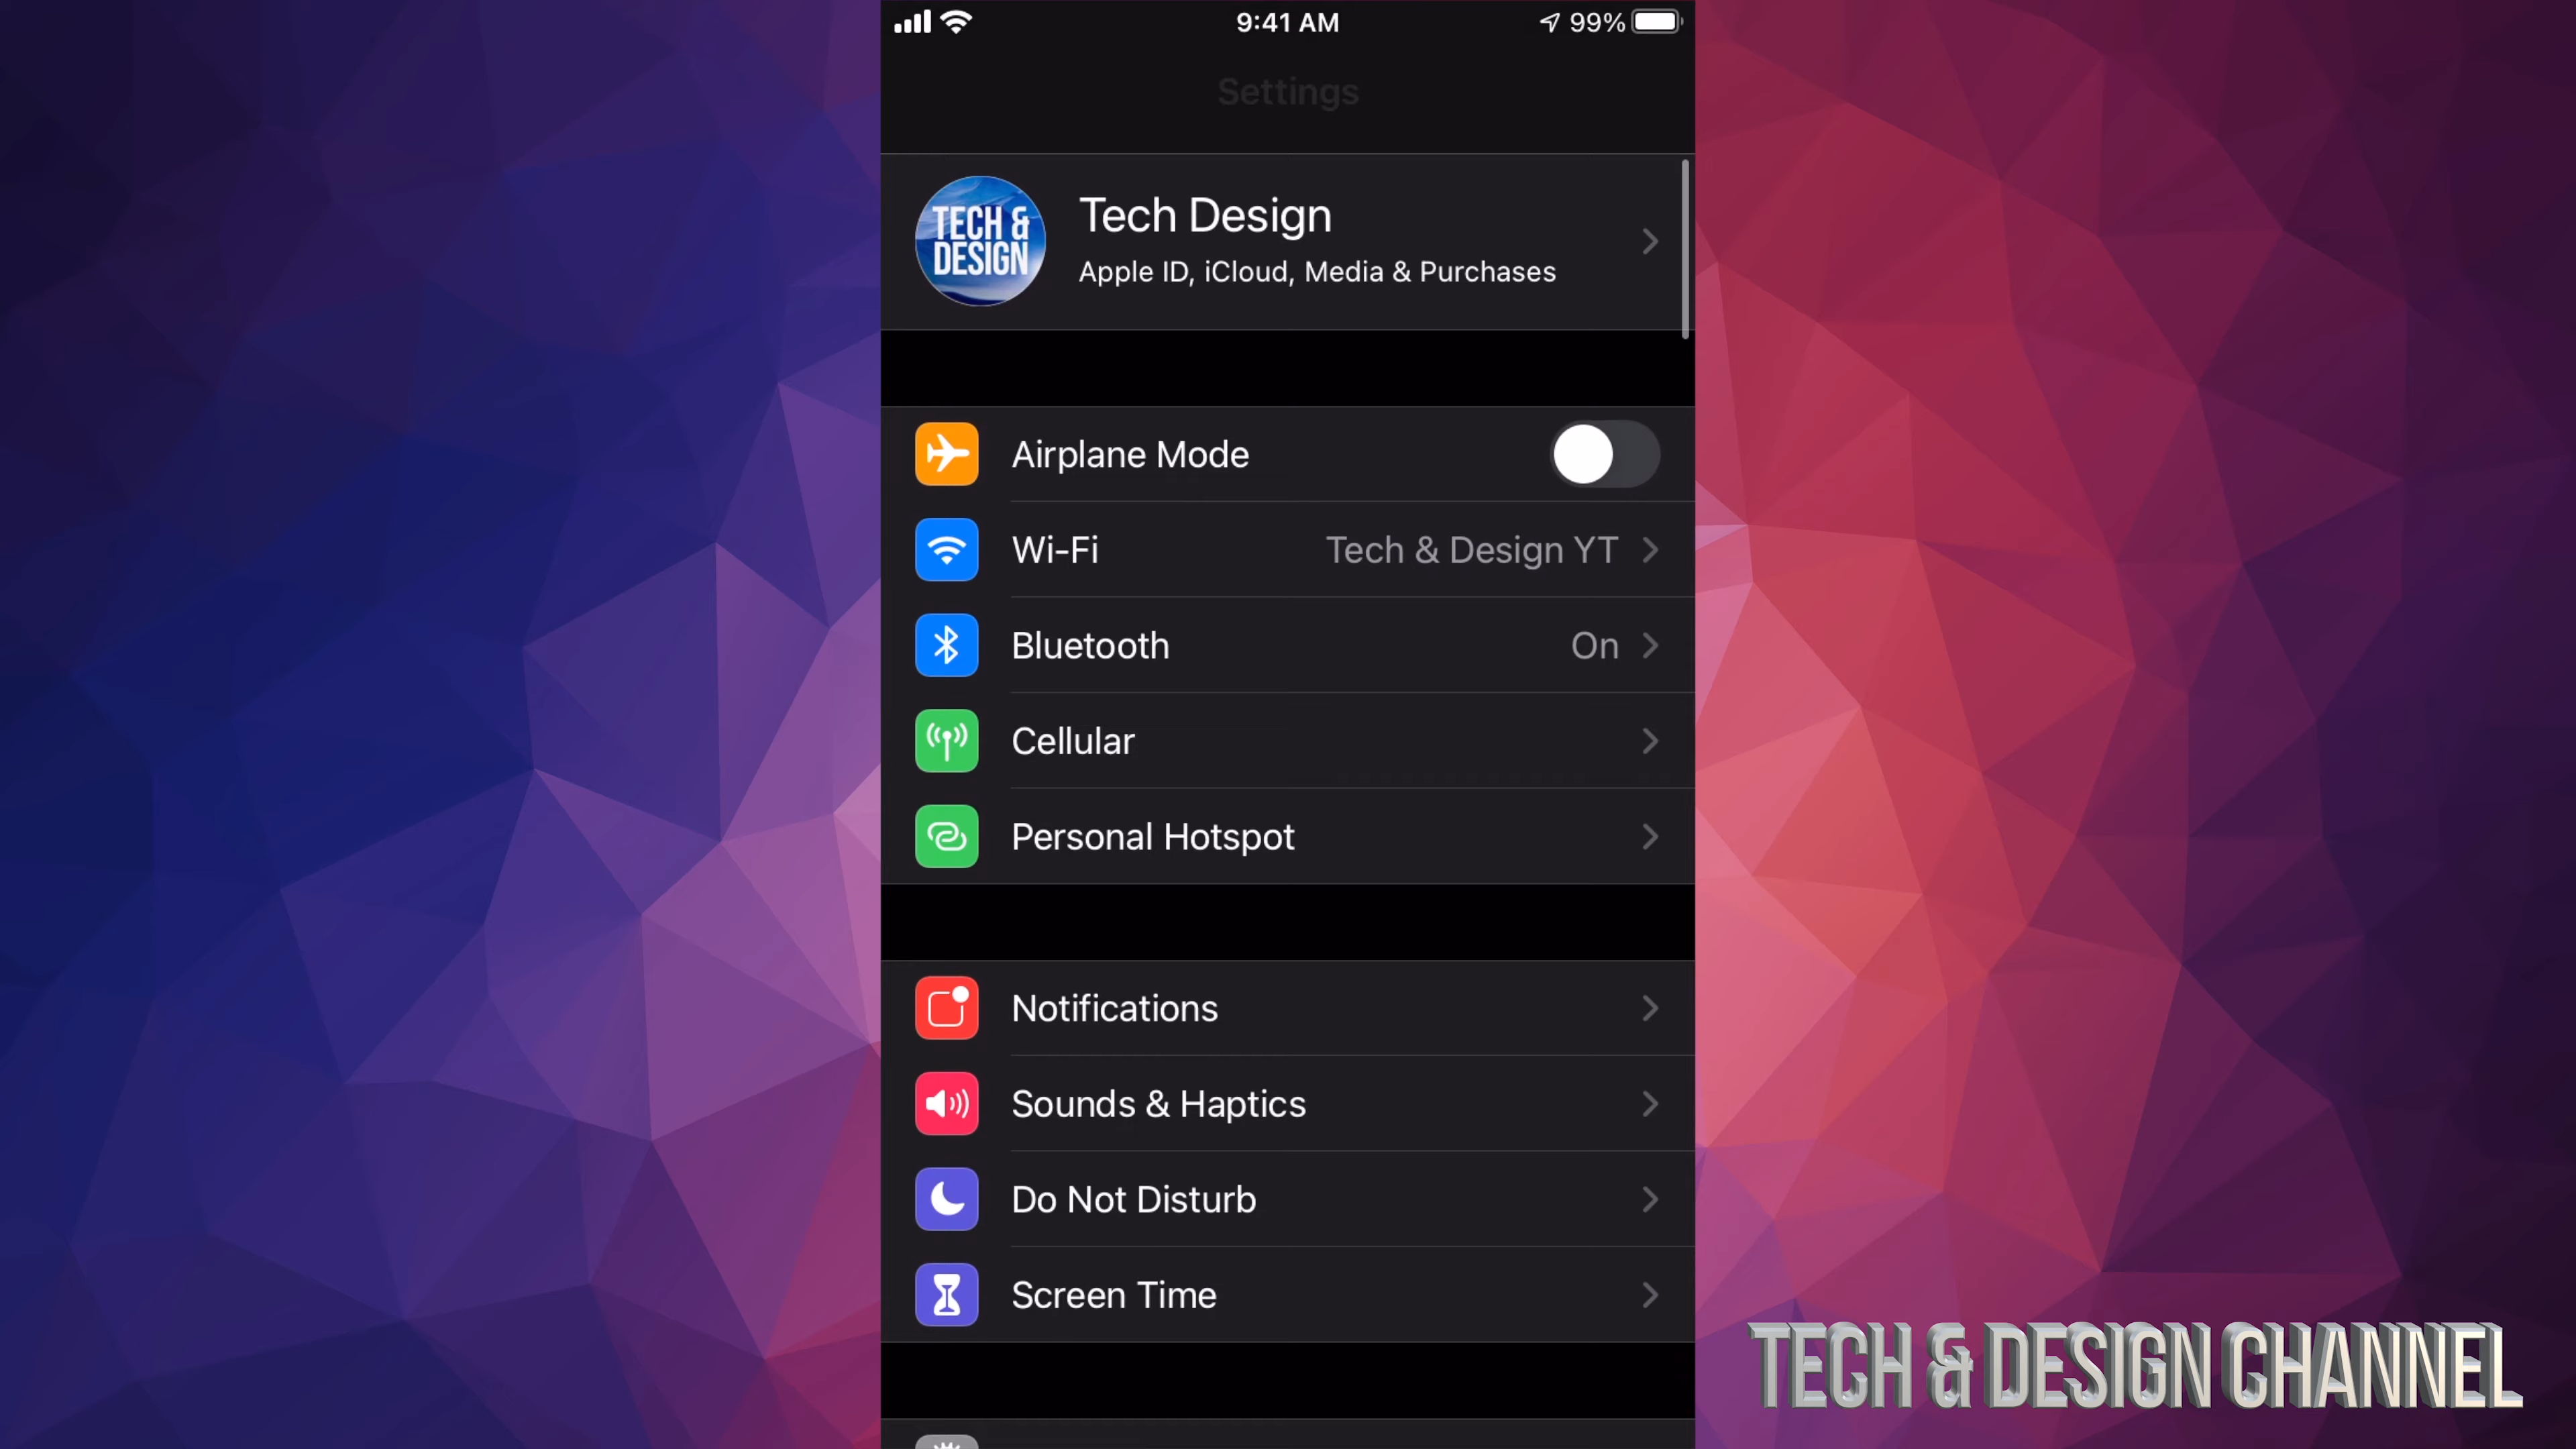 9:41 AM
99%
Settings
TECH &
DESIGN
Tech Design
Apple ID, iCloud, Media & Purchases
Airplane Mode
Wi-Fi
Tech & Design YT
Bluetooth
On
Cellular
Personal Hotspot
Notifications
Sounds & Haptics
Do Not Disturb
Screen Time
TECH & DESIGN CHANNEL